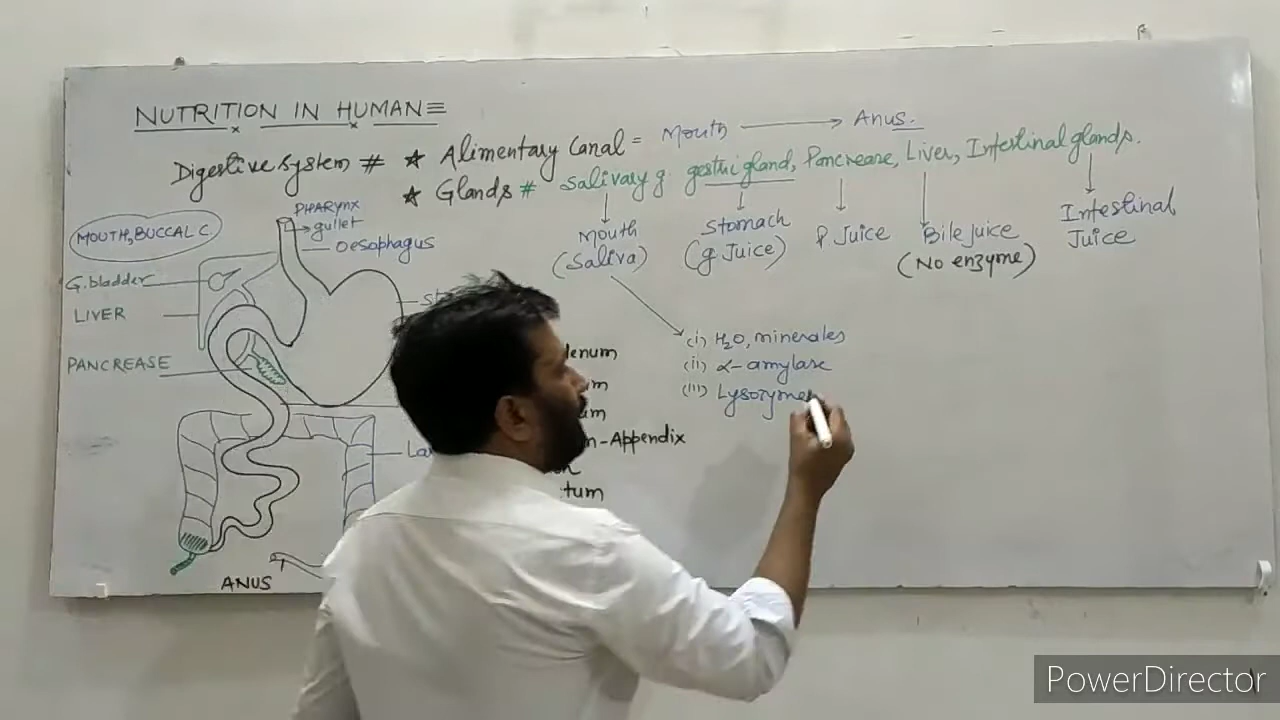 NUTRITION IN HUMAN
Digestive system # ★ Alimentary Canal = Mouth → Anus.
★ Glands # Salivary g. gestri gland, Pancrease, Liver, Intestinal glands.
Mouth
(Saliva)
Stomach
(g Juice)
P Juice
Bile juice
(No enzyme)
Intestinal
Juice
MOUTH, BUCCAL C.
PHArynx
gullet
Oesophagus
G. bladder
LIVER
PANCREASE
(i) H2O, minerales
(ii) α-amylase
(iii) Lysozyme
-Appendix
ANUS
PowerDirector